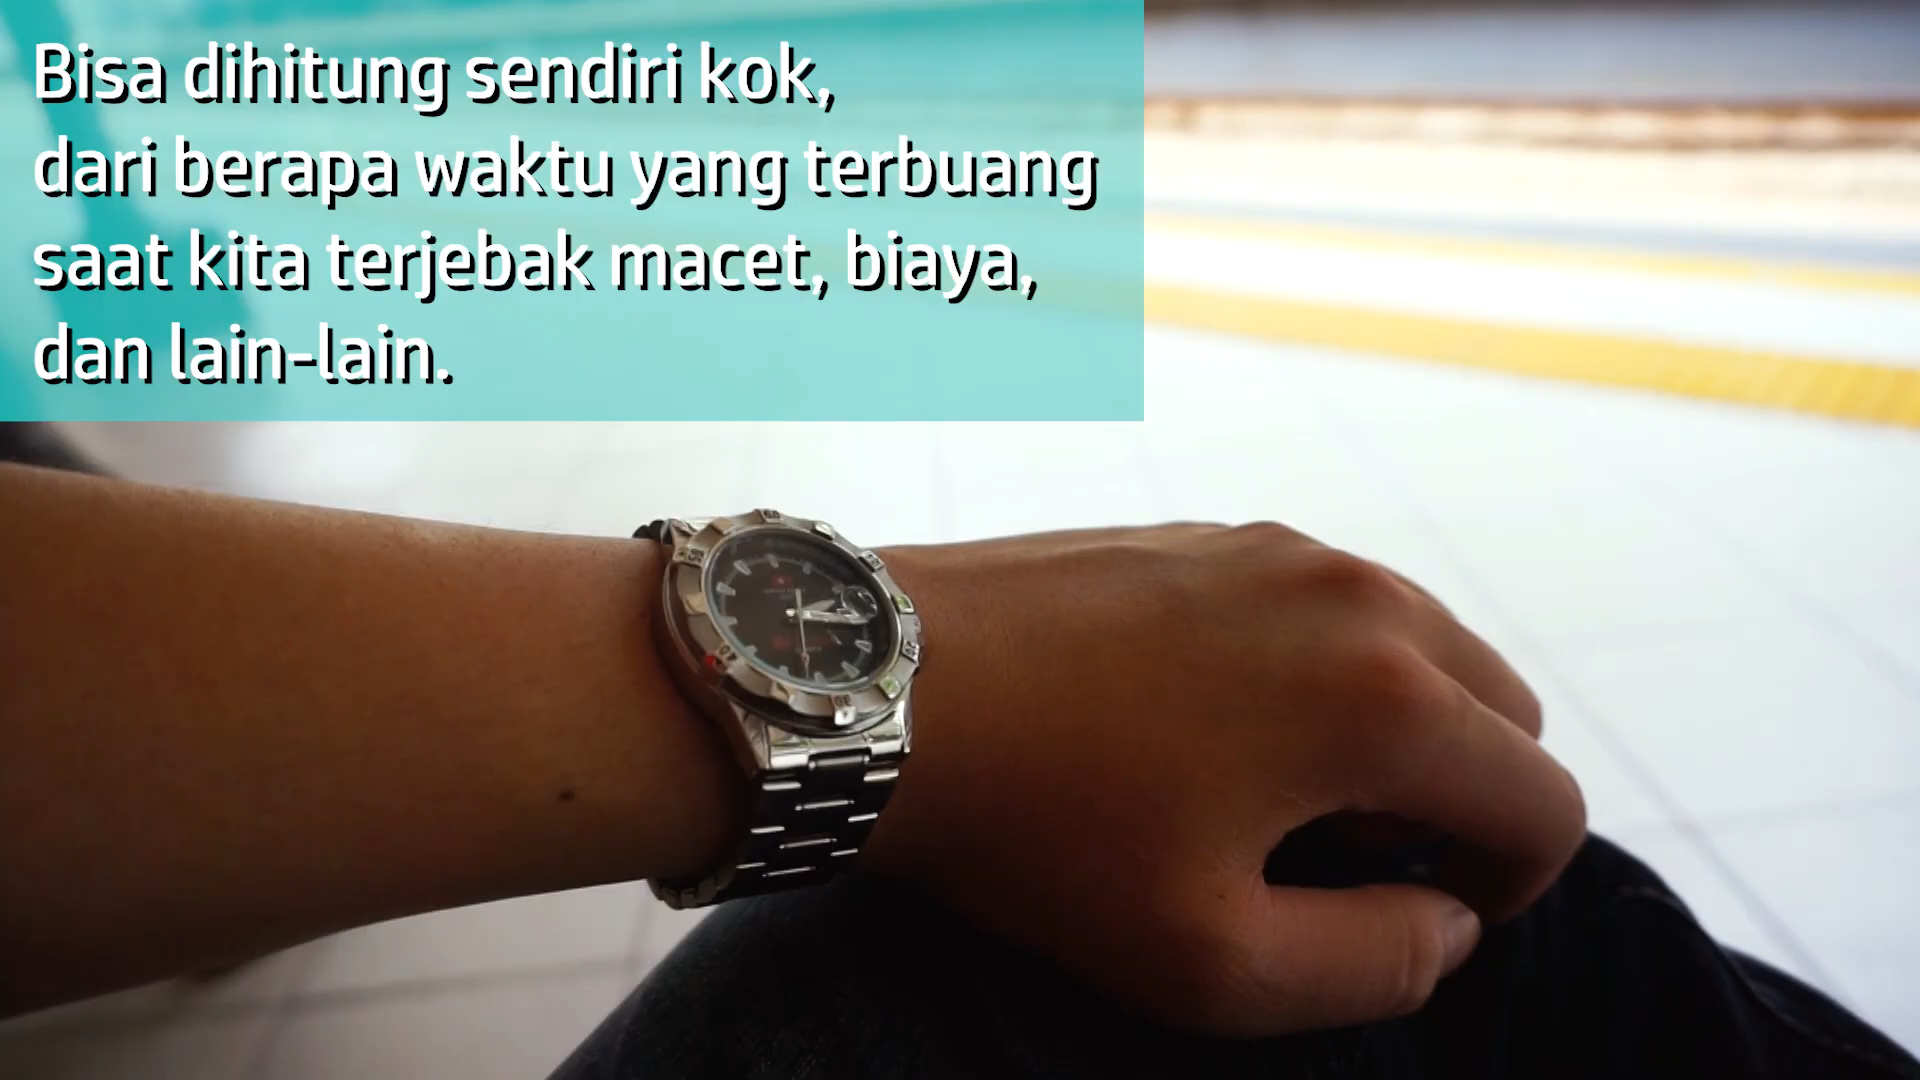 Bisa dihitung sendiri kok,
dari berapa waktu yang terbuang
saat kita terjebak macet, biaya,
dan lain-lain.